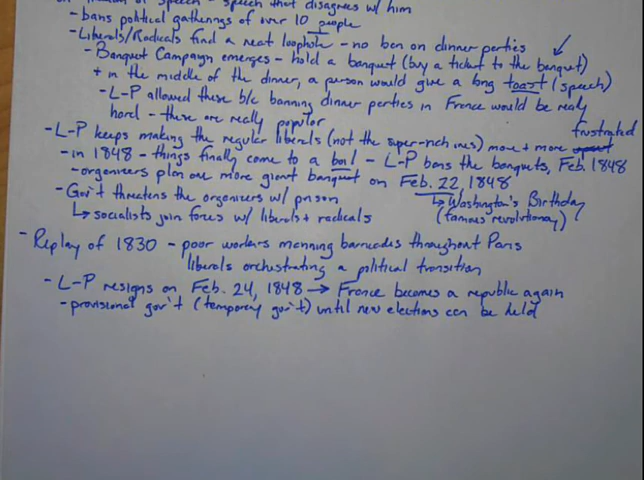 speech that disagrees w/ him
- bans political gatherings of over 10 people
- Liberals/Radicals find a neat loophole - no ban on dinner parties
- Banquet Campaign emerges - hold a banquet (buy a ticket to the banquet)
+ in the middle of the dinner, a person would give a long toast (speech)
- L-P allowed these b/c banning dinner parties in France would be really
hard - these are really popular
- L-P keeps making the regular liberals (not the super-rich ones) more + more frustrated
- in 1848 - things finally come to a boil - L-P bans the banquets, Feb. 1848
- organizers plan one more giant banquet on Feb. 22, 1848
- Gov't threatens the organizers w/ prison
↳ Washington's Birthday
(famous revolutionary)
↳ socialists join forces w/ liberals + radicals
- Replay of 1830 - poor workers manning barricades throughout Paris
liberals orchestrating a political transition
- L-P resigns on Feb. 24, 1848 → France becomes a republic again
- provisional gov't (temporary gov't) until new elections can be held